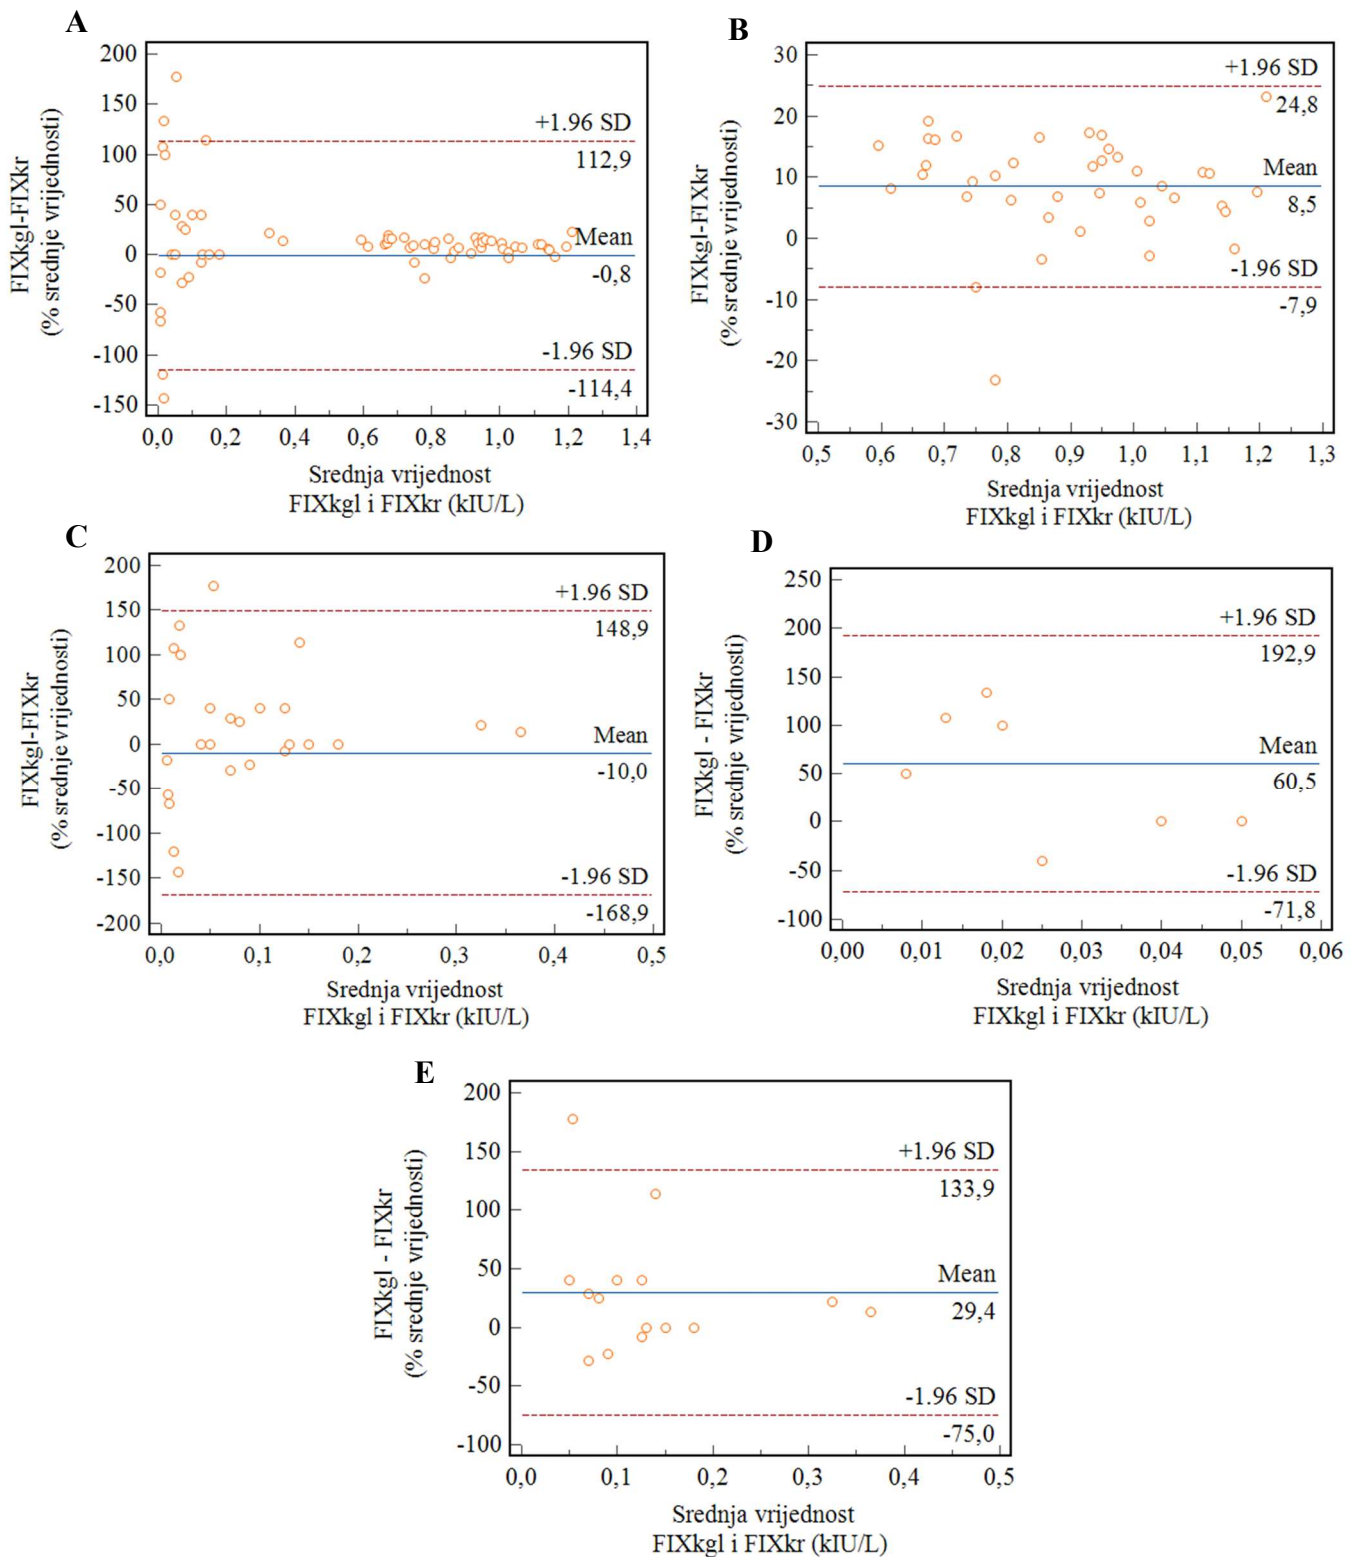 A
FIXkgl-FIXkr
(% srednje vrijednosti)
200
150
100
50
0
-50
-100
-150
+1.96 SD
112,9
Mean
-0,8
-1.96 SD
-114,4
0,0 0,2 0,4 0,6 0,8 1,0 1,2 1,4
Srednja vrijednost
FIXkgl i FIXkr (kIU/L)
B
FIXkgl-FIXkr
(% srednje vrijednosti)
30
20
10
0
-10
-20
-30
+1.96 SD
24,8
Mean
8,5
-1.96 SD
-7,9
0,5 0,6 0,7 0,8 0,9 1,0 1,1 1,2 1,3
Srednja vrijednost
FIXkgl i FIXkr (kIU/L)
C
FIXkgl-FIXkr
(% srednje vrijednosti)
200
150
100
50
0
-50
-100
-150
-200
+1.96 SD
148,9
Mean
-10,0
-1.96 SD
-168,9
0,0 0,1 0,2 0,3 0,4 0,5
Srednja vrijednost
FIXkgl i FIXkr (kIU/L)
D
FIXkgl - FIXkr
(% srednje vrijednosti)
250
200
150
100
50
0
-50
-100
+1.96 SD
192,9
Mean
60,5
-1.96 SD
-71,8
0,00 0,01 0,02 0,03 0,04 0,05 0,06
Srednja vrijednost
FIXkgl i FIXkr (kIU/L)
E
FIXkgl - FIXkr
(% srednje vrijednosti)
200
150
100
50
0
-50
-100
+1.96 SD
133,9
Mean
29,4
-1.96 SD
-75,0
0,0 0,1 0,2 0,3 0,4 0,5
Srednja vrijednost
FIXkgl i FIXkr (kIU/L)